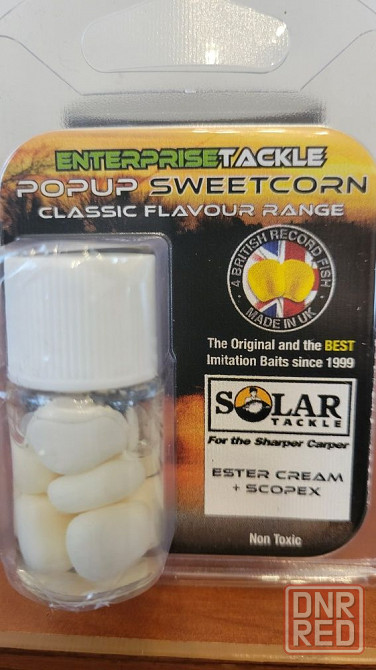 ENTERPRISETACKLE
POPUP SWEETCORN
CLASSIC FLAVOUR RANGE
4 BRITISH RECORD FISH
MADE IN UK
The Original and the BEST
Imitation Baits since 1999
SOLAR
TACKLE
For the Sharper Carper
ESTER CREAM
+ SCOPEX
Non Toxic
DNR
RED